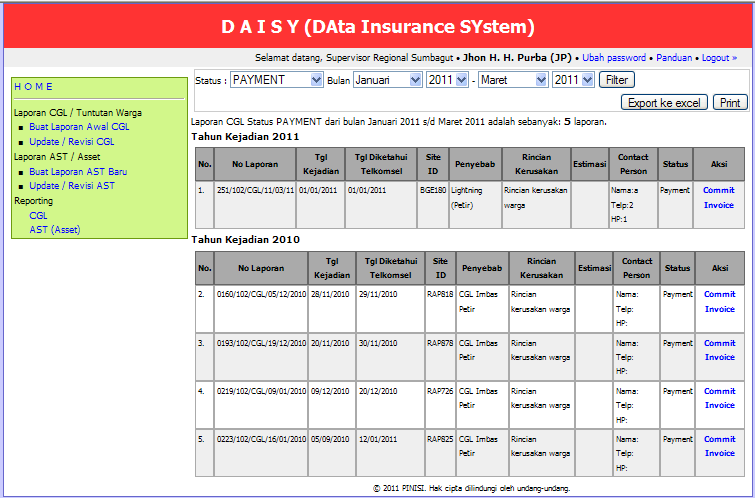 D A I S Y (DAta Insurance SYstem)
Selamat datang, Supervisor Regional Sumbagut • Jhon H. H. Purba (JP) • Ubah password • Panduan • Logout »
H O M E
Laporan CGL / Tuntutan Warga
Buat Laporan Awal CGL
Update / Revisi CGL
Laporan AST / Asset
Buat Laporan AST Baru
Update / Revisi AST
Reporting
CGL
AST (Asset)
Status : PAYMENT Bulan Januari 2011 - Maret 2011 Filter
Export ke excel Print
Laporan CGL Status PAYMENT dari bulan Januari 2011 s/d Maret 2011 adalah sebanyak: 5 laporan.
Tahun Kejadian 2011
No. No Laporan Tgl Kejadian Tgl Diketahui Telkomsel Site ID Penyebab Rincian Kerusakan Estimasi Contact Person Status Aksi
1. 251/102/CGL/11/03/11 01/01/2011 01/01/2011 BGE180 Lightning (Petir) Rincian kerusakan warga Nama:a Telp:2 HP:1 Payment Commit Invoice
Tahun Kejadian 2010
No. No Laporan Tgl Kejadian Tgl Diketahui Telkomsel Site ID Penyebab Rincian Kerusakan Estimasi Contact Person Status Aksi
2. 0160/102/CGL/05/12/2010 28/11/2010 29/11/2010 RAP818 CGL Imbas Petir Rincian kerusakan warga Nama: Telp: HP: Payment Commit Invoice
3. 0193/102/CGL/19/12/2010 20/11/2010 30/11/2010 RAP878 CGL Imbas Petir Rincian kerusakan warga Nama: Telp: HP: Payment Commit Invoice
4. 0219/102/CGL/09/01/2010 09/12/2010 20/12/2010 RAP726 CGL Imbas Petir Rincian kerusakan warga Nama: Telp: HP: Payment Commit Invoice
5. 0223/102/CGL/16/01/2010 05/09/2010 12/01/2011 RAP825 CGL Imbas Petir Rincian kerusakan warga Nama: Telp: HP: Payment Commit Invoice
© 2011 PINISI. Hak cipta dilindungi oleh undang-undang.